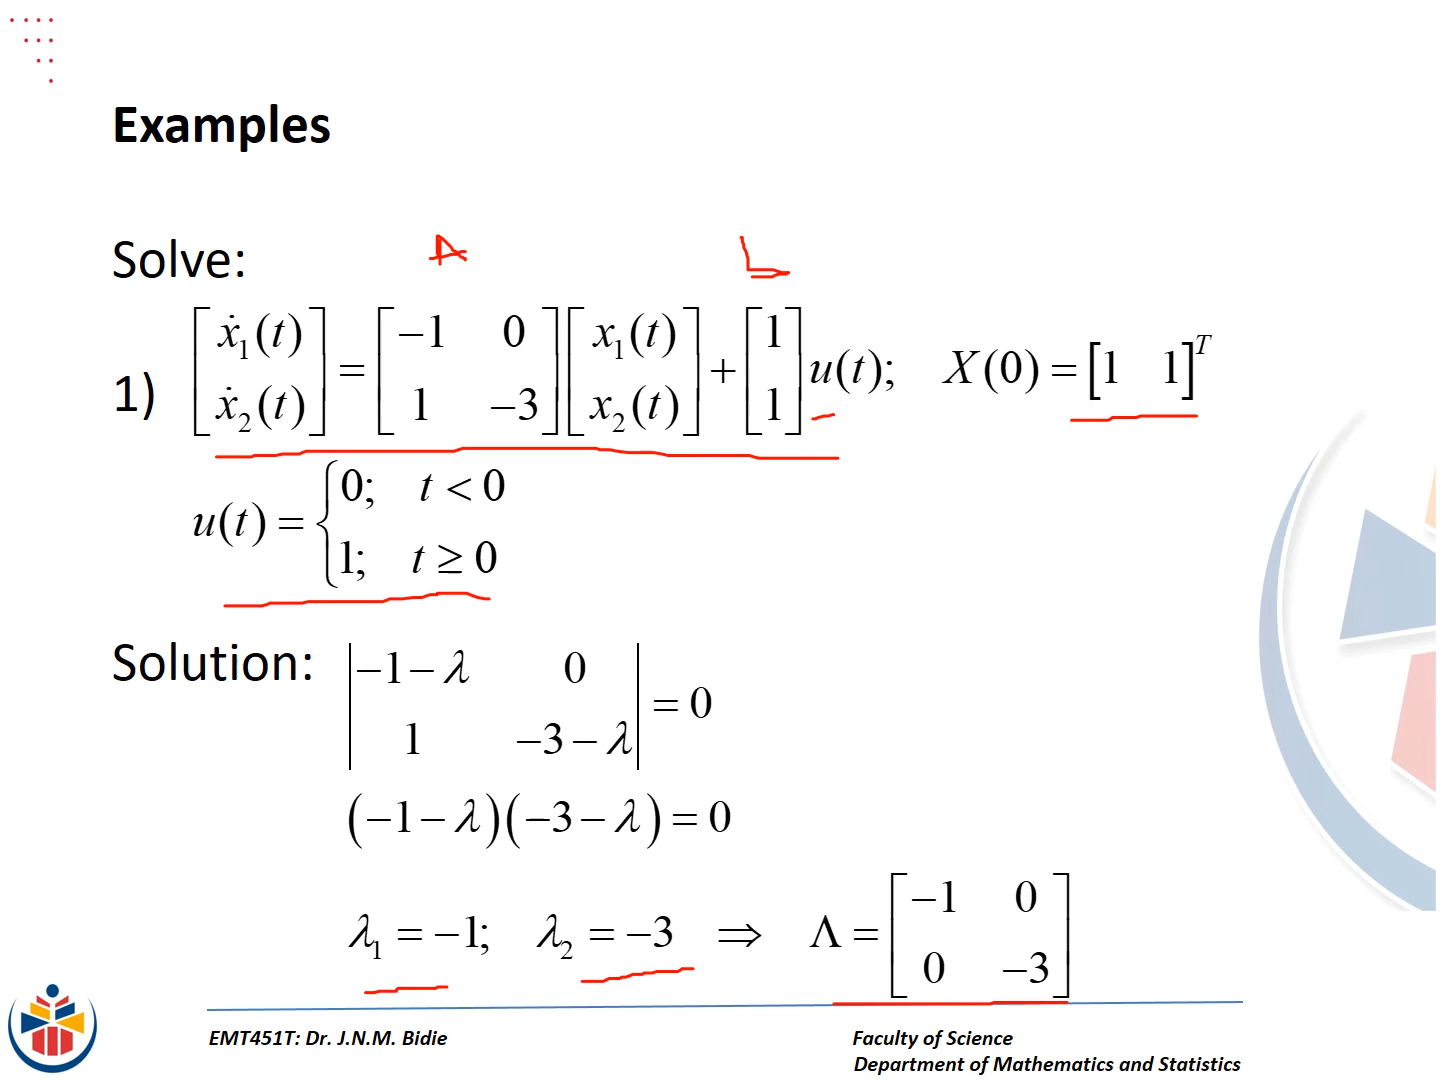 Examples
Solve:
A b
1) [ẋ₁(t) ẋ₂(t)] = [−1 0; 1 −3] [x₁(t) x₂(t)] + [1 1] u(t); X(0) = [1 1]ᵀ
u(t) = {0; t < 0
1; t ≥ 0
Solution: |−1−λ 0; 1 −3−λ| = 0
(−1−λ)(−3−λ) = 0
λ₁ = −1; λ₂ = −3 ⇒ Λ = [−1 0; 0 −3]
EMT451T: Dr. J.N.M. Bidie
Faculty of Science
Department of Mathematics and Statistics